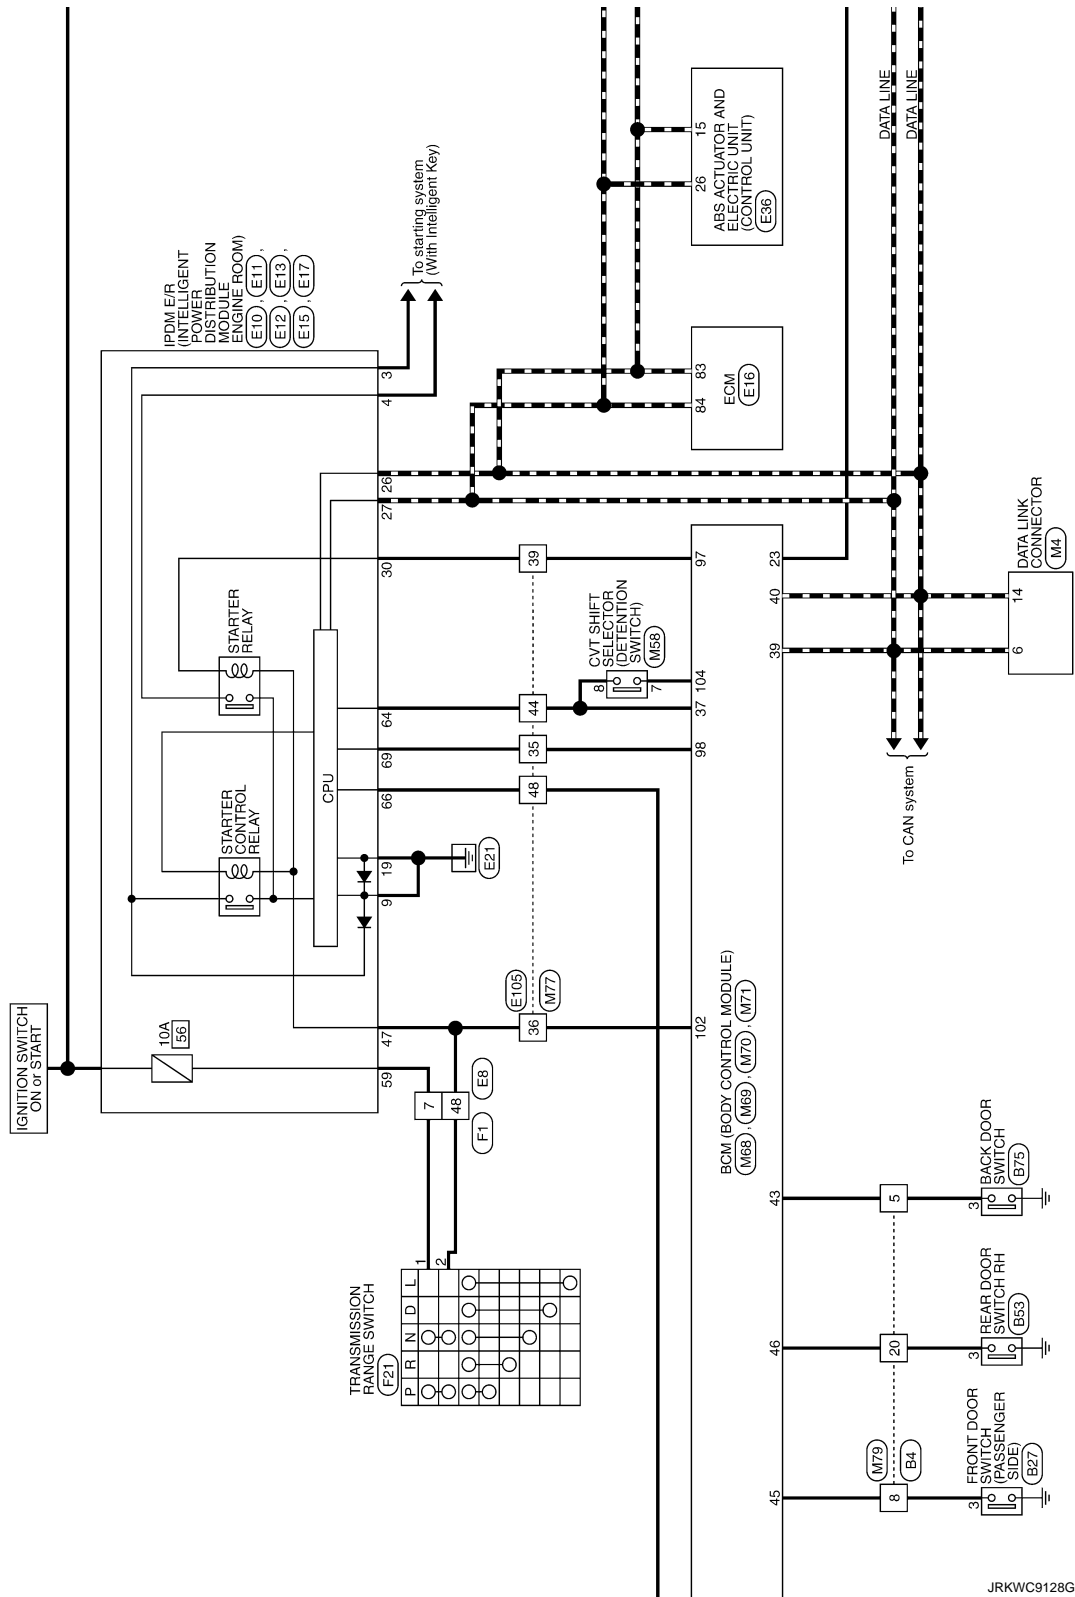 IGNITION SWITCH
ON or START
10A
56
STARTER
CONTROL
RELAY
STARTER
RELAY
CPU
IPDM E/R
(INTELLIGENT
POWER
DISTRIBUTION
MODULE
ENGINE ROOM)
E10 , E11 ,
E12 , E13 ,
E15 , E17
59
47
9
19
66
69
64
30
27
26
4
3
To starting system
(With Intelligent Key)
E21
TRANSMISSION
RANGE SWITCH
F21
P R N D L
1
2
7
48
F1
E8
36
E105
M77
48
35
44
39
CVT SHIFT
SELECTOR
(DETENTION
SWITCH)
M58
8
7
102
98
37
104
97
BCM (BODY CONTROL MODULE)
M68 , M69 , M70 , M71
45
46
43
39
40
23
84
83
ECM
E16
26
15
ABS ACTUATOR AND
ELECTRIC UNIT
(CONTROL UNIT)
E36
DATA LINE
DATA LINE
To CAN system
6
14
DATA LINK
CONNECTOR
M4
M79
B4
8
20
5
3
FRONT DOOR
SWITCH
(PASSENGER
SIDE)
B27
3
REAR DOOR
SWITCH RH
B53
3
BACK DOOR
SWITCH
B75
JRKWC9128G